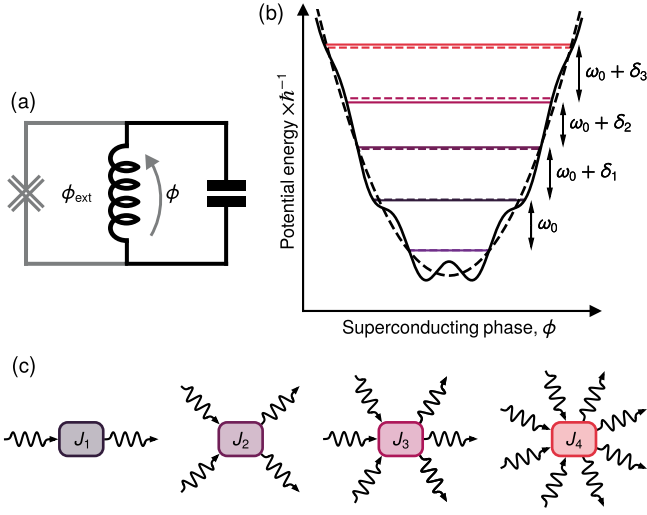 (a)
ϕext
ϕ
(b)
Potential energy ×ℏ⁻¹
ω₀ + δ₃
ω₀ + δ₂
ω₀ + δ₁
ω₀
Superconducting phase, ϕ
(c)
J₁
J₂
J₃
J₄